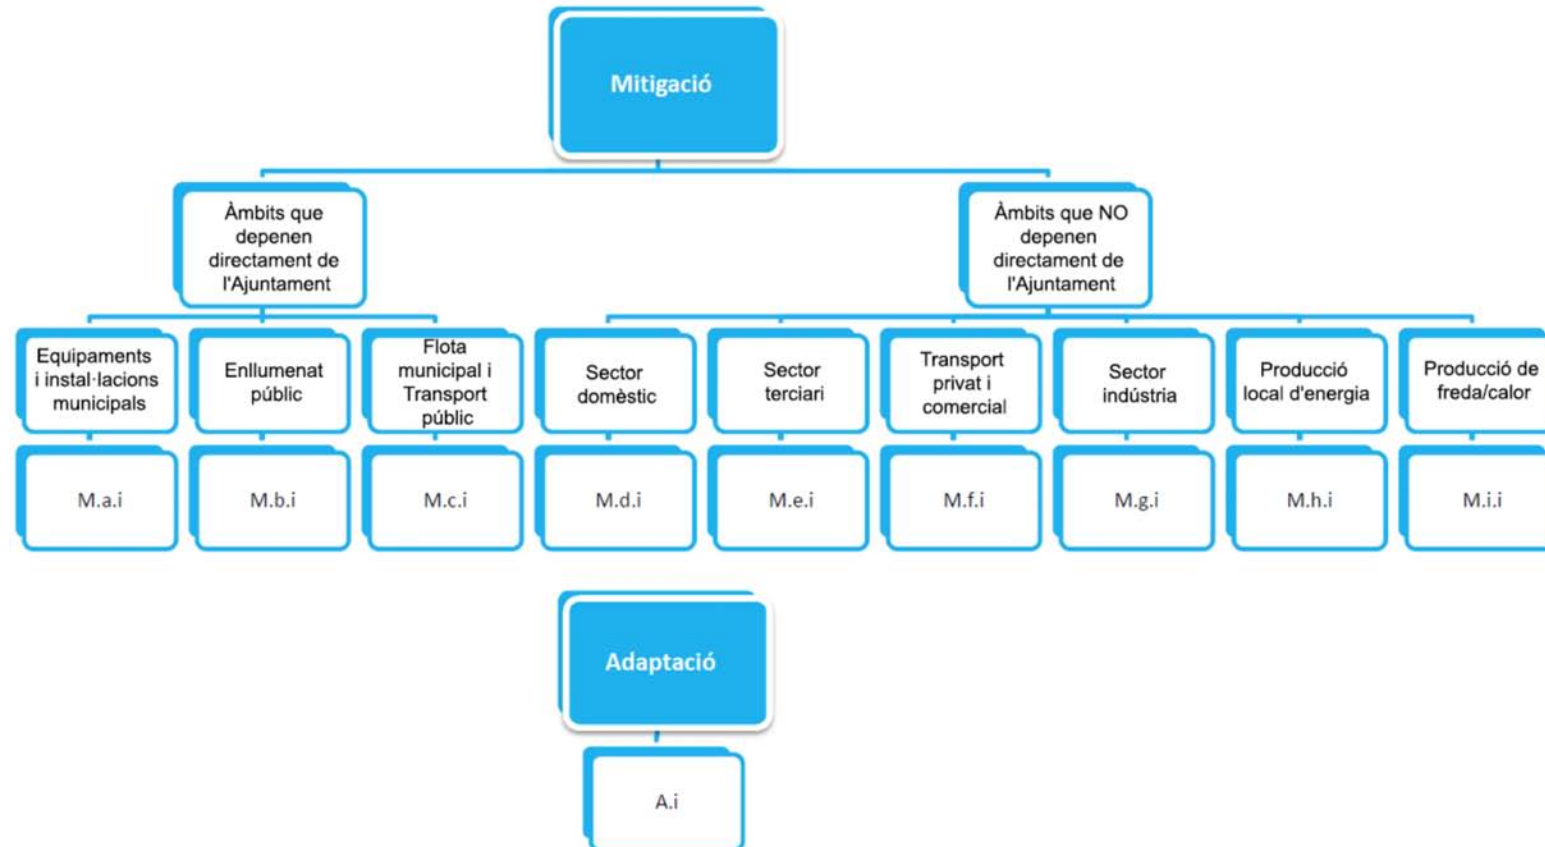 Mitigació
Àmbits que
depenen
directament de
l'Ajuntament
Àmbits que NO
depenen
directament de
l'Ajuntament
Equipaments
i instal·lacions
municipals
Enllumenat
públic
Flota
municipal i
Transport
públic
Sector
domèstic
Sector
terciari
Transport
privat i
comercial
Sector
indústria
Producció
local d'energia
Producció de
freda/calor
M.a.i
M.b.i
M.c.i
M.d.i
M.e.i
M.f.i
M.g.i
M.h.i
M.i.i
Adaptació
A.i